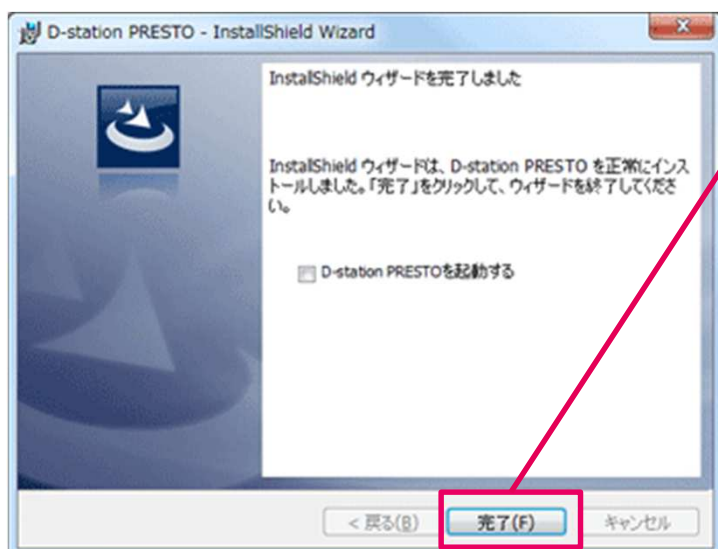 D-station PRESTO - InstallShield Wizard
InstallShield ウィザードを完了しました
InstallShield ウィザードは、D-station PRESTO を正常にインス
トールしました。「完了」をクリックして、ウィザードを終了してくださ
い。
D-station PRESTOを起動する
< 戻る(B)
完了(F)
キャンセル